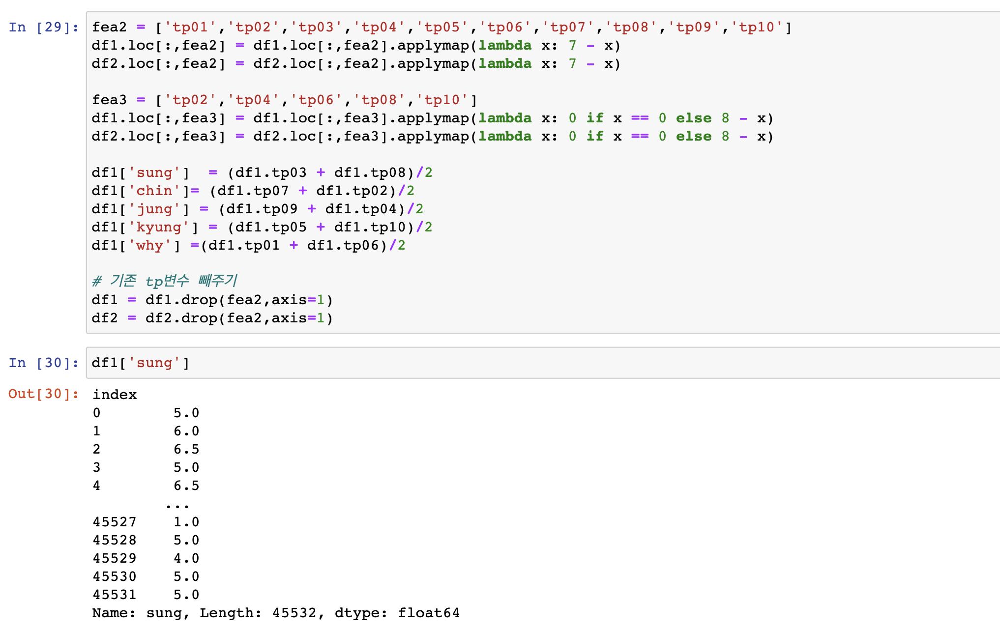 In [29]: fea2 = ['tp01','tp02','tp03','tp04','tp05','tp06','tp07','tp08','tp09','tp10']
df1.loc[:,fea2] = df1.loc[:,fea2].applymap(lambda x: 7 - x)
df2.loc[:,fea2] = df2.loc[:,fea2].applymap(lambda x: 7 - x)

fea3 = ['tp02','tp04','tp06','tp08','tp10']
df1.loc[:,fea3] = df1.loc[:,fea3].applymap(lambda x: 0 if x == 0 else 8 - x)
df2.loc[:,fea3] = df2.loc[:,fea3].applymap(lambda x: 0 if x == 0 else 8 - x)

df1['sung']  = (df1.tp03 + df1.tp08)/2
df1['chin']= (df1.tp07 + df1.tp02)/2
df1['jung'] = (df1.tp09 + df1.tp04)/2
df1['kyung'] = (df1.tp05 + df1.tp10)/2
df1['why'] =(df1.tp01 + df1.tp06)/2

# 기존 tp변수 빼주기
df1 = df1.drop(fea2,axis=1)
df2 = df2.drop(fea2,axis=1)

In [30]: df1['sung']

Out[30]: index
0        5.0
1        6.0
2        6.5
3        5.0
4        6.5
        ...
45527    1.0
45528    5.0
45529    4.0
45530    5.0
45531    5.0
Name: sung, Length: 45532, dtype: float64